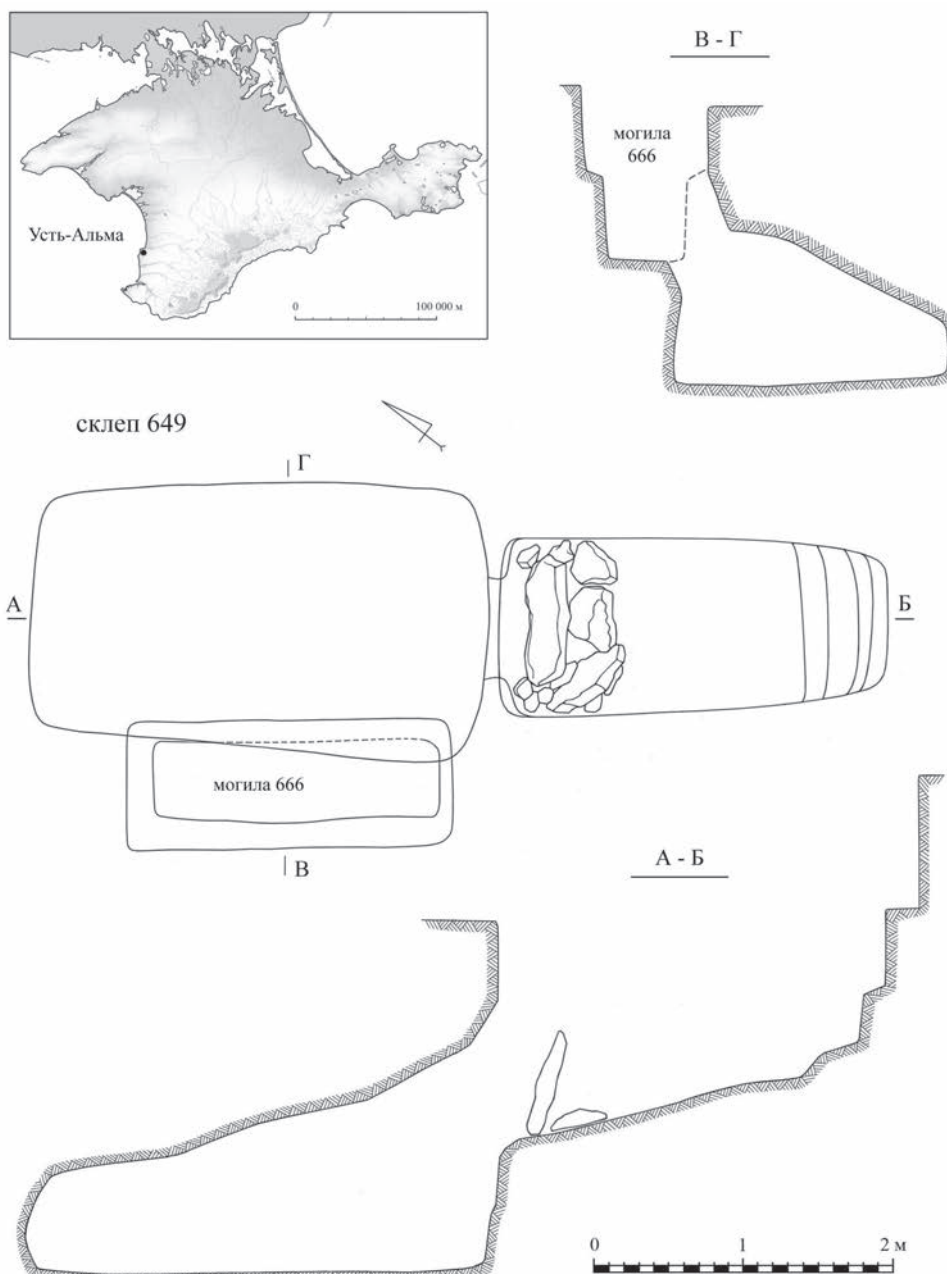 Усть-Альма
0 100 000 м
В - Г
могила
666
склеп 649
Г
А
Б
могила 666
В
А - Б
0 1 2 м